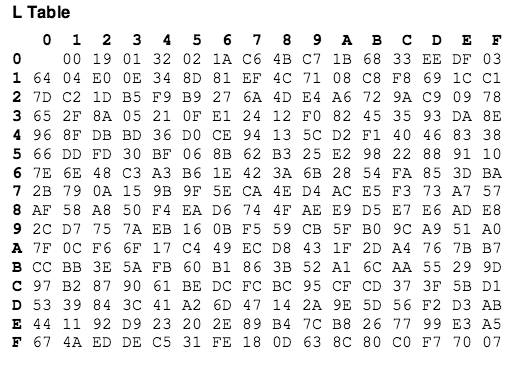 L Table
0 1 2 3 4 5 6 7 8 9 A B C D E F
0 00 19 01 32 02 1A C6 4B C7 1B 68 33 EE DF 03
1 64 04 E0 0E 34 8D 81 EF 4C 71 08 C8 F8 69 1C C1
2 7D C2 1D B5 F9 B9 27 6A 4D E4 A6 72 9A C9 09 78
3 65 2F 8A 05 21 0F E1 24 12 F0 82 45 35 93 DA 8E
4 96 8F DB BD 36 D0 CE 94 13 5C D2 F1 40 46 83 38
5 66 DD FD 30 BF 06 8B 62 B3 25 E2 98 22 88 91 10
6 7E 6E 48 C3 A3 B6 1E 42 3A 6B 28 54 FA 85 3D BA
7 2B 79 0A 15 9B 9F 5E CA 4E D4 AC E5 F3 73 A7 57
8 AF 58 A8 50 F4 EA D6 74 4F AE E9 D5 E7 E6 AD E8
9 2C D7 75 7A EB 16 0B F5 59 CB 5F B0 9C A9 51 A0
A 7F 0C F6 6F 17 C4 49 EC D8 43 1F 2D A4 76 7B B7
B CC BB 3E 5A FB 60 B1 86 3B 52 A1 6C AA 55 29 9D
C 97 B2 87 90 61 BE DC FC BC 95 CF CD 37 3F 5B D1
D 53 39 84 3C 41 A2 6D 47 14 2A 9E 5D 56 F2 D3 AB
E 44 11 92 D9 23 20 2E 89 B4 7C B8 26 77 99 E3 A5
F 67 4A ED DE C5 31 FE 18 0D 63 8C 80 C0 F7 70 07